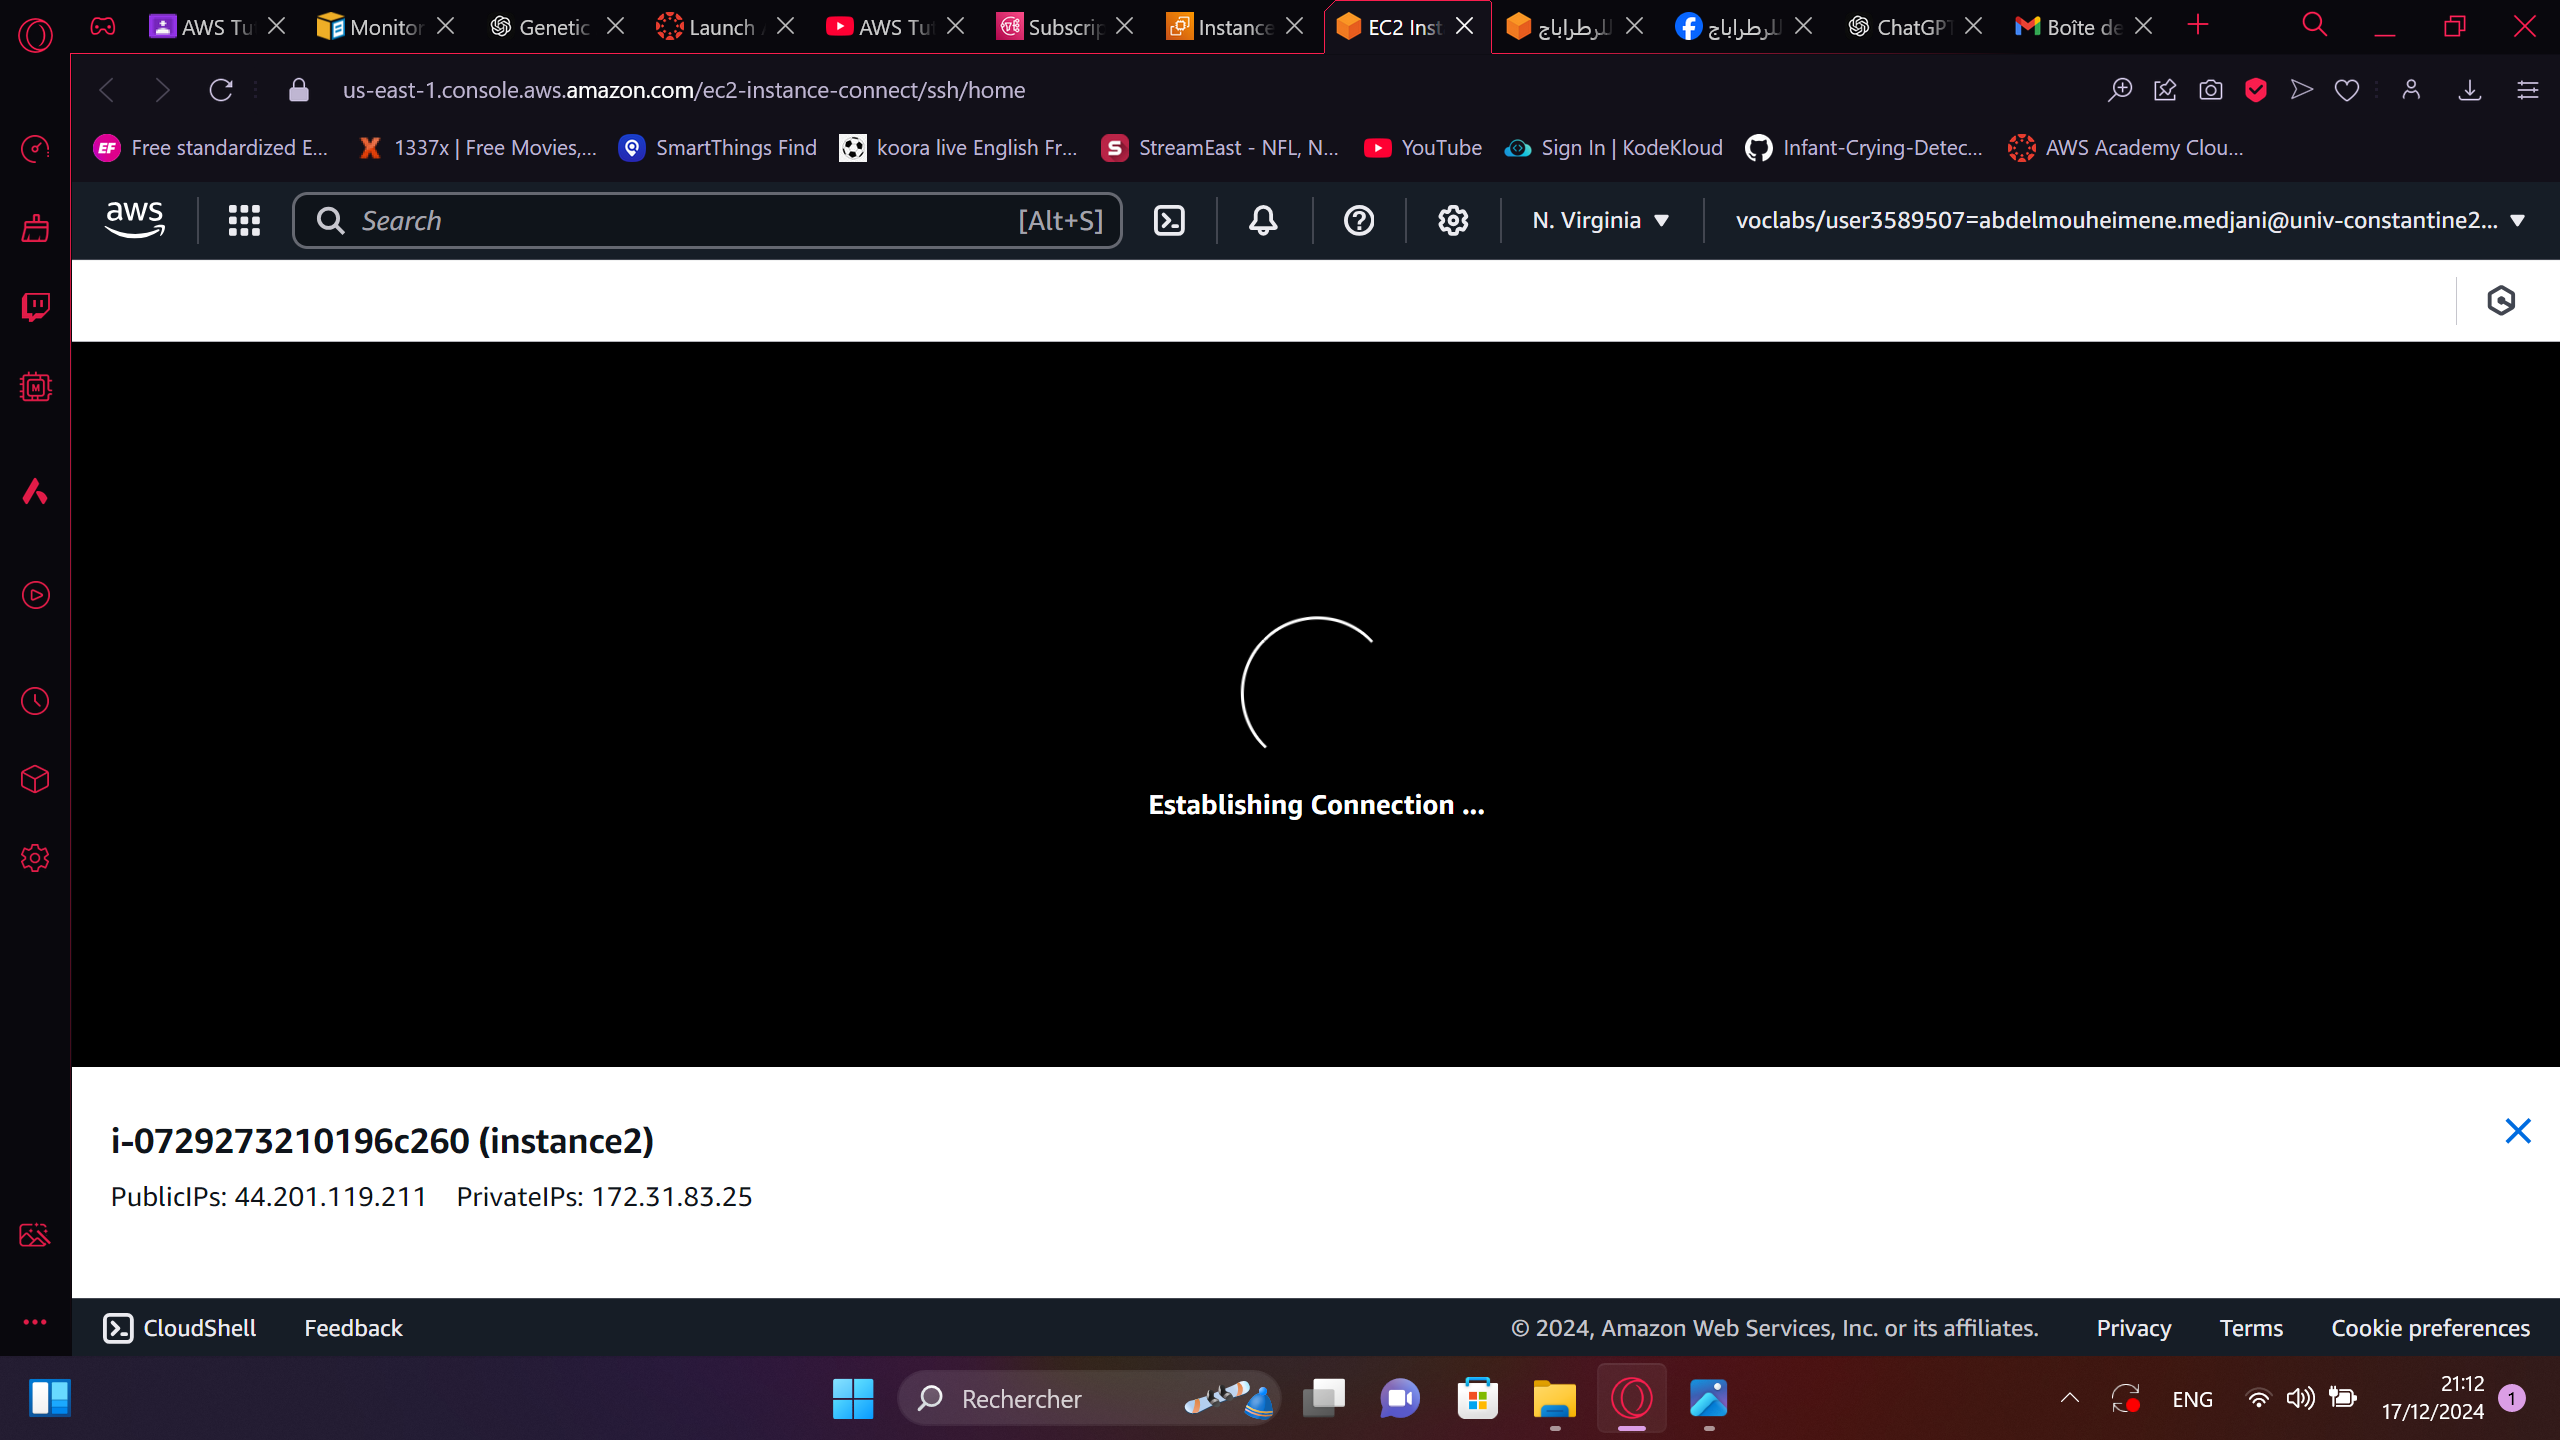 AWS Tu
Monitor
Genetic
Launch
AWS Tu
Subscrip
Instance
EC2 Inst
للرطراباج
للرطراباج
ChatGPT
Boîte de
us-east-1.console.aws.amazon.com/ec2-instance-connect/ssh/home
EF Free standardized E...
1337x | Free Movies,...
SmartThings Find
koora live English Fr...
S StreamEast - NFL, N...
YouTube
Sign In | KodeKloud
Infant-Crying-Detec...
AWS Academy Clou...
aws
Search
[Alt+S]
N. Virginia
voclabs/user3589507=abdelmouheimene.medjani@univ-constantine2...
Establishing Connection ...
i-0729273210196c260 (instance2)
PublicIPs: 44.201.119.211 PrivateIPs: 172.31.83.25
CloudShell
Feedback
© 2024, Amazon Web Services, Inc. or its affiliates.
Privacy
Terms
Cookie preferences
Rechercher
ENG
21:12
17/12/2024
1